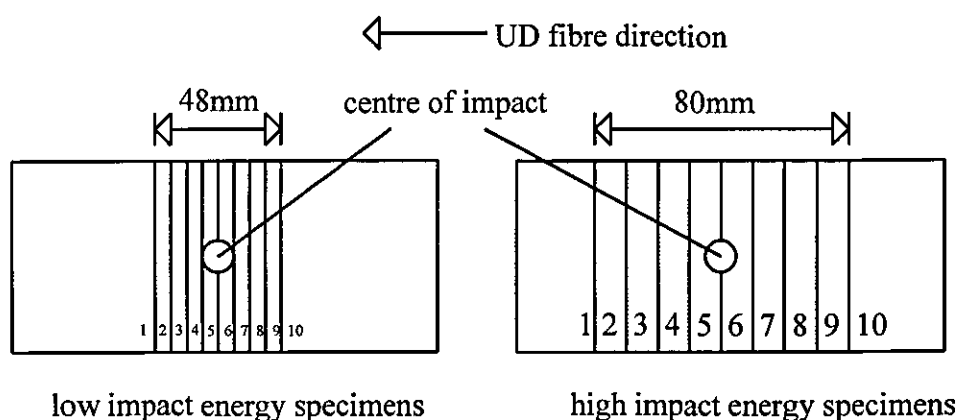 UD fibre direction
48mm
centre of impact
80mm
1 2 3 4 5 6 7 8 9 10
1 2 3 4 5 6 7 8 9 10
low impact energy specimens
high impact energy specimens